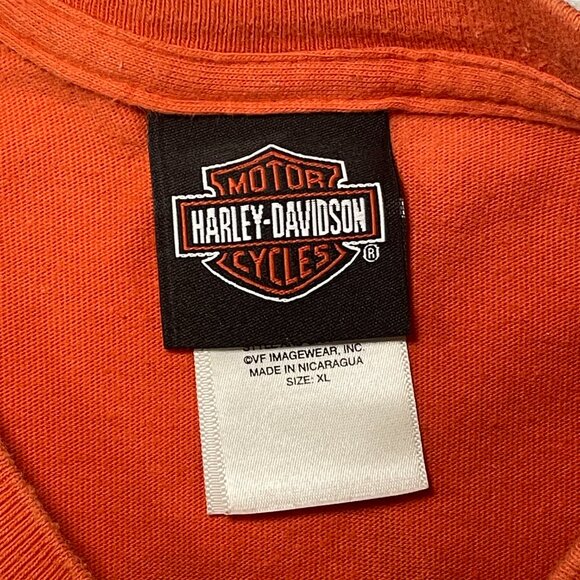 MOTOR
HARLEY-DAVIDSON
CYCLES
®
©VF IMAGEWEAR, INC.
MADE IN NICARAGUA
SIZE: XL